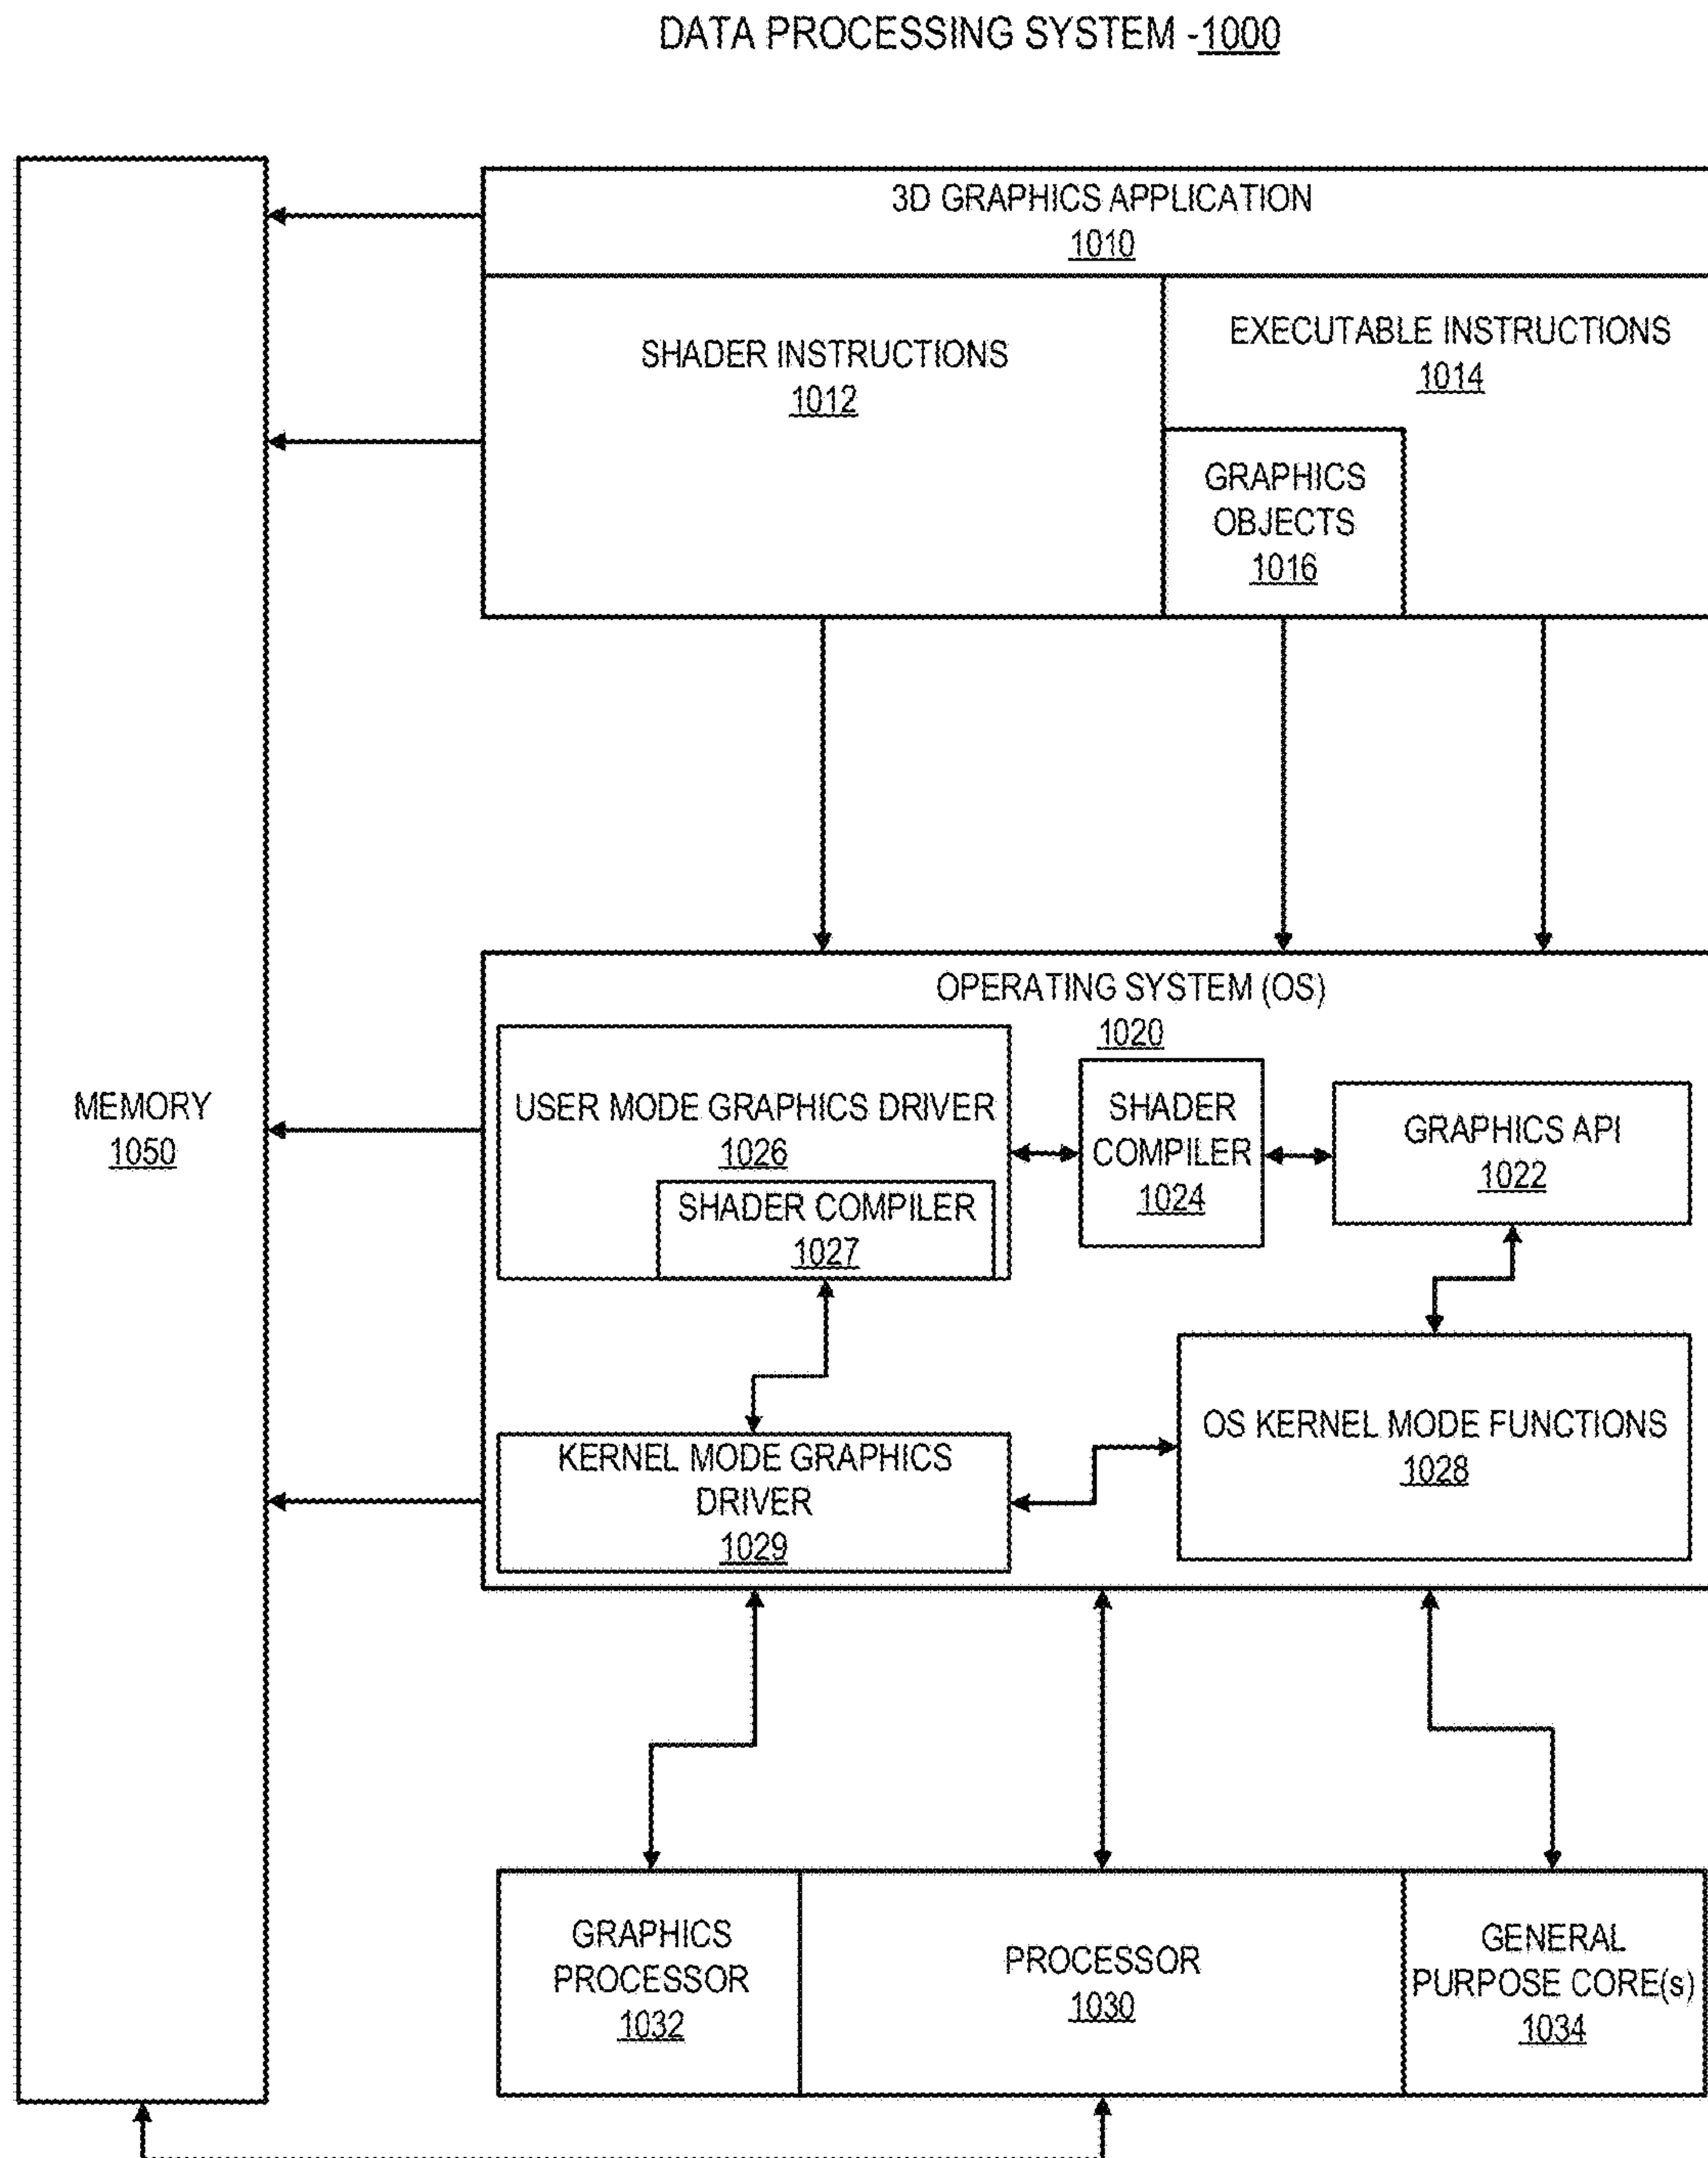 DATA PROCESSING SYSTEM -1000
3D GRAPHICS APPLICATION
1010
SHADER INSTRUCTIONS
1012
EXECUTABLE INSTRUCTIONS
1014
GRAPHICS
OBJECTS
1016
OPERATING SYSTEM (OS)
1020
USER MODE GRAPHICS DRIVER
1026
SHADER COMPILER
1027
SHADER
COMPILER
1024
GRAPHICS API
1022
MEMORY
1050
KERNEL MODE GRAPHICS
DRIVER
1029
OS KERNEL MODE FUNCTIONS
1028
GRAPHICS
PROCESSOR
1032
PROCESSOR
1030
GENERAL
PURPOSE CORE(s)
1034